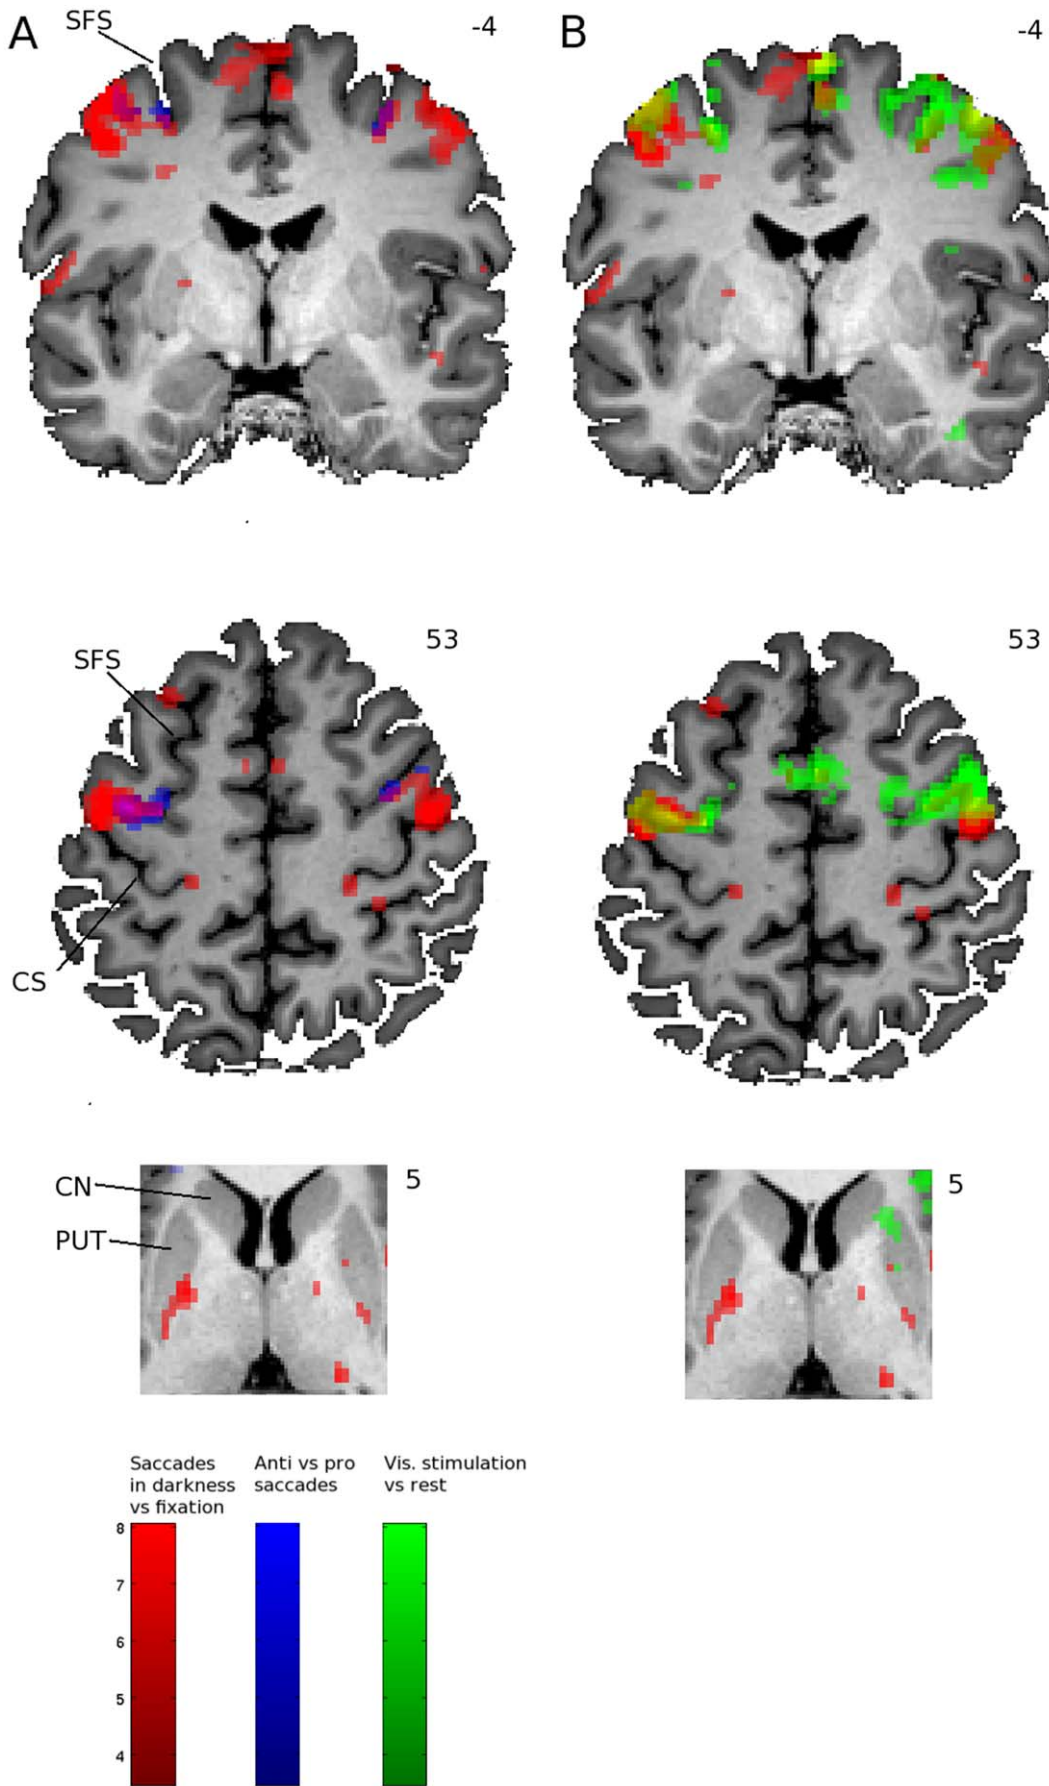 A
SFS
-4
B
-4
SFS
53
53
CS
CN
5
PUT
5
Saccades
in darkness
vs fixation
Anti vs pro
saccades
Vis. stimulation
vs rest
8
7
6
5
4